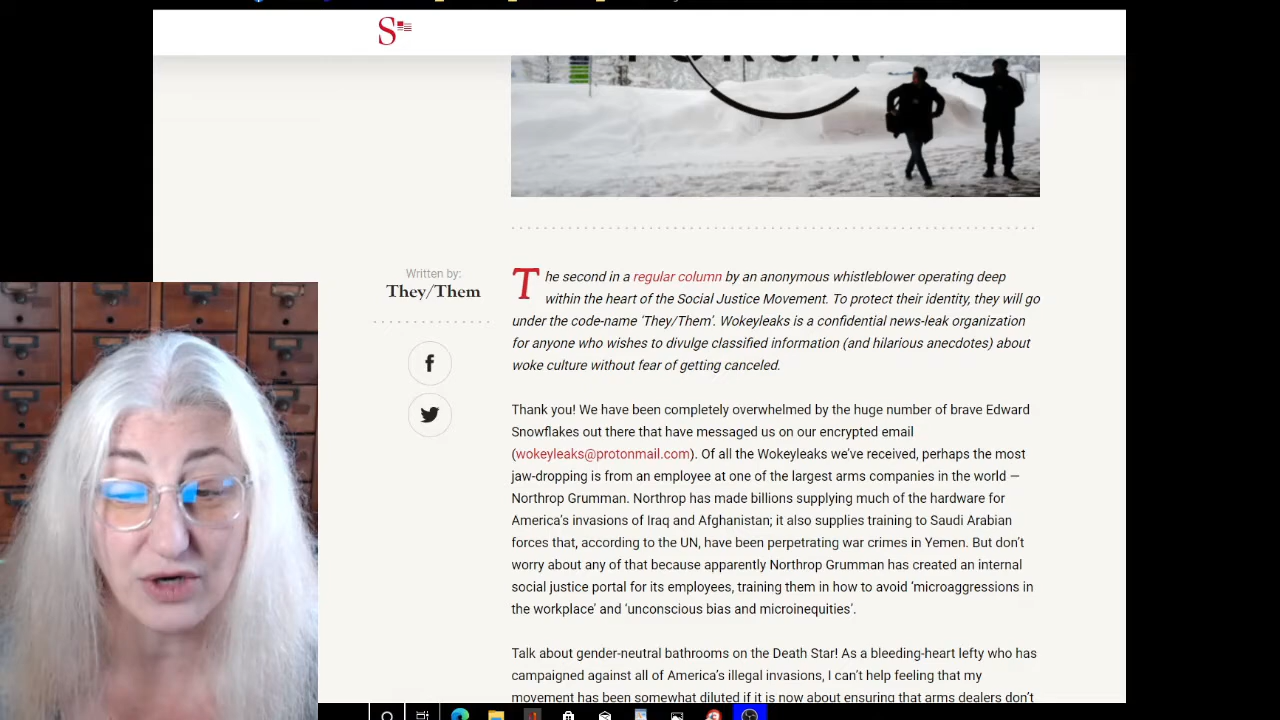 S
FORUM
Written by:
They/Them
The second in a regular column by an anonymous whistleblower operating deep
within the heart of the Social Justice Movement. To protect their identity, they will go
under the code-name 'They/Them'. Wokeyleaks is a confidential news-leak organization
for anyone who wishes to divulge classified information (and hilarious anecdotes) about
woke culture without fear of getting canceled.
Thank you! We have been completely overwhelmed by the huge number of brave Edward
Snowflakes out there that have messaged us on our encrypted email
(wokeyleaks@protonmail.com). Of all the Wokeyleaks we've received, perhaps the most
jaw-dropping is from an employee at one of the largest arms companies in the world —
Northrop Grumman. Northrop has made billions supplying much of the hardware for
America's invasions of Iraq and Afghanistan; it also supplies training to Saudi Arabian
forces that, according to the UN, have been perpetrating war crimes in Yemen. But don't
worry about any of that because apparently Northrop Grumman has created an internal
social justice portal for its employees, training them in how to avoid 'microaggressions in
the workplace' and 'unconscious bias and microinequities'.
Talk about gender-neutral bathrooms on the Death Star! As a bleeding-heart lefty who has
campaigned against all of America's illegal invasions, I can't help feeling that my
movement has been somewhat diluted if it is now about ensuring that arms dealers don't